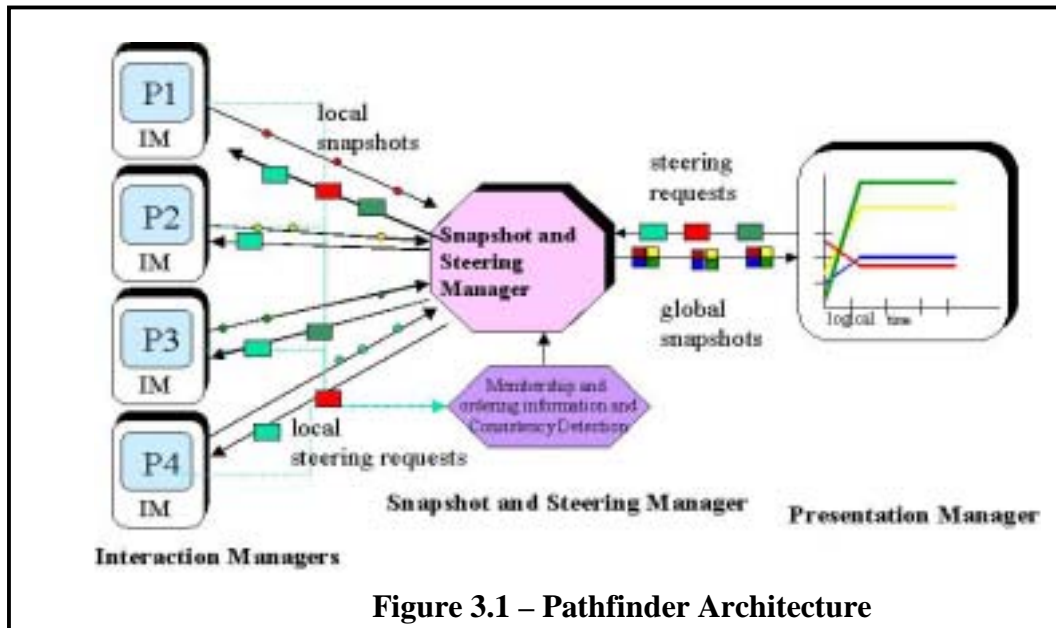 P1
IM
P2
IM
P3
IM
P4
IM
local
snapshots
Snapshot and
Steering
Manager
steering
requests
global
snapshots
logical time
Membership and
ordering information and
Consistency Detection
local
steering requests
Interaction Managers
Snapshot and Steering Manager
Presentation Manager
Figure 3.1 – Pathfinder Architecture